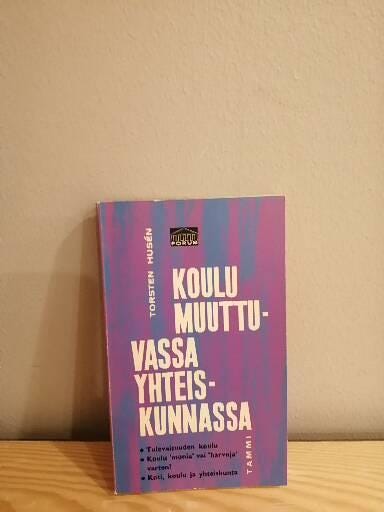 TORSTEN HUSÉN
FORUM
KOULU
MUUTTU-
VASSA
YHTEIS-
KUNNASSA
• Tulevaisuuden koulu
• Koulu 'monia' vai 'harvoja'
varten?
• Koti, koulu ja yhteiskunta
TAMMI